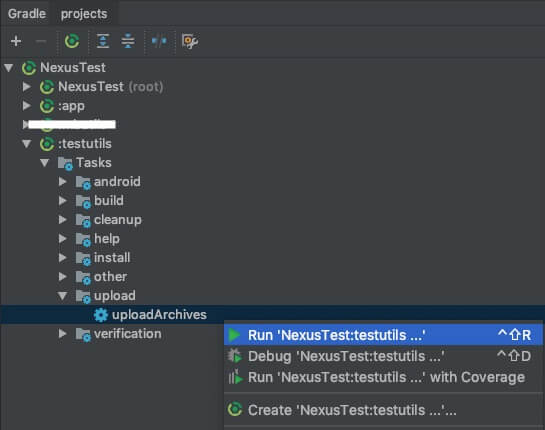 Gradle projects
NexusTest
NexusTest (root)
:app
:testutils
Tasks
android
build
cleanup
help
install
other
upload
uploadArchives
verification
Run 'NexusTest:testutils ...' ^⇧R
Debug 'NexusTest:testutils ...' ^⇧D
Run 'NexusTest:testutils ...' with Coverage
Create 'NexusTest:testutils ...'...